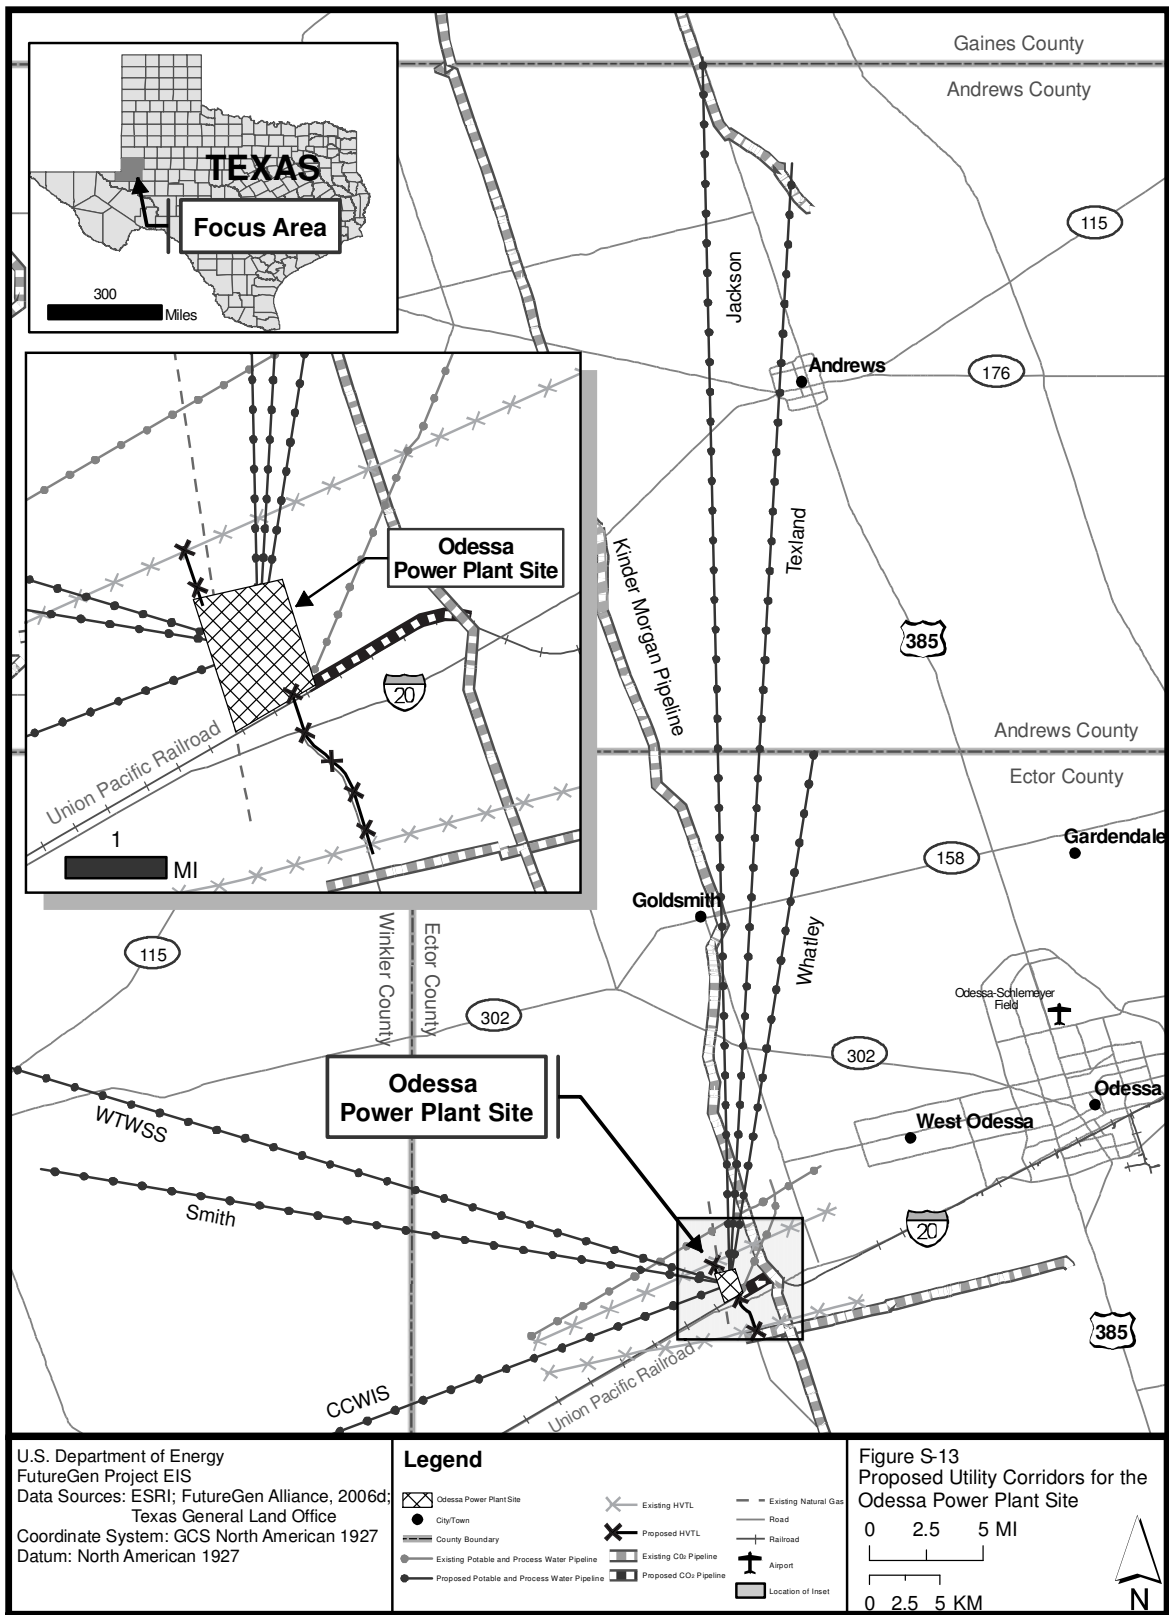 Gaines County
Andrews County
TEXAS
Focus Area
300
Miles
115
Jackson
Andrews
176
Odessa
Power Plant Site
Kinder Morgan Pipeline
Texland
385
20
Union Pacific Railroad
1
MI
Andrews County
Ector County
Gardendale
158
Goldsmith
Whatley
115
Winkler County
Ector County
302
Odessa-Schlemeyer
Field
302
Odessa
Power Plant Site
Odessa
West Odessa
WTWSS
Smith
20
385
Union Pacific Railroad
CCWIS
U.S. Department of Energy
FutureGen Project EIS
Data Sources: ESRI; FutureGen Alliance, 2006d;
Texas General Land Office
Coordinate System: GCS North American 1927
Datum: North American 1927
Legend
Odessa Power Plant Site
City/Town
County Boundary
Existing Potable and Process Water Pipeline
Proposed Potable and Process Water Pipeline
Existing HVTL
Proposed HVTL
Existing CO2 Pipeline
Proposed CO2 Pipeline
Existing Natural Gas
Road
Railroad
Airport
Location of Inset
Figure S-13
Proposed Utility Corridors for the
Odessa Power Plant Site
0 2.5 5 MI
0 2.5 5 KM
N